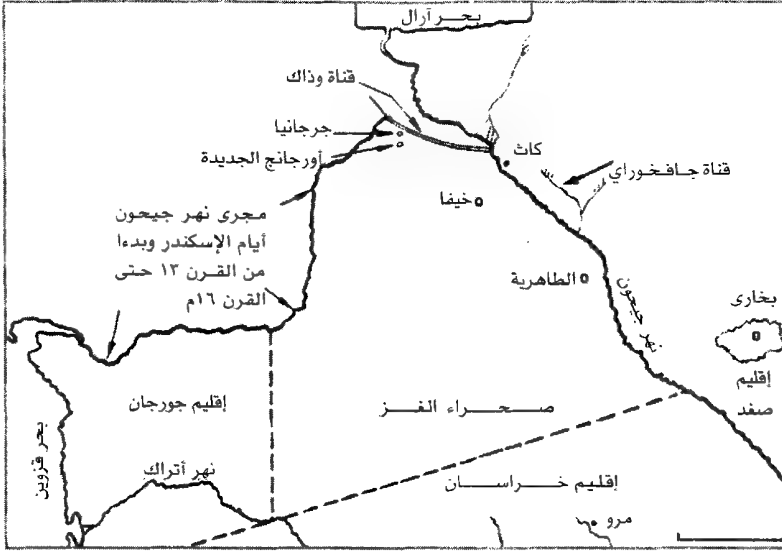 بحر آرال
قناة وذاك
جرجانيا
أورجانج الجديدة
كاث
قناة جافخوراي
خيفا
مجرى نهر جيحون
أيام الإسكندر وبدءا
من القرن ١٣ حتى
القرن ١٦م
الطاهرية
نهر جيحون
بخارى
إقليم
صغد
إقليم جورجان
صحراء الغز
بحر قزوين
نهر أتراك
إقليم خراسان
مرو